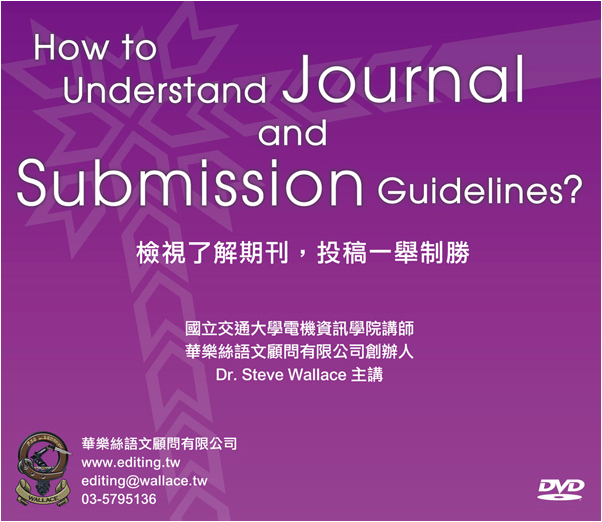 How to
Understand Journal
and
Submission Guidelines?
檢視了解期刊，投稿一舉制勝
國立交通大學電機資訊學院講師
華樂絲語文顧問有限公司創辦人
Dr. Steve Wallace 主講
華樂絲語文顧問有限公司
www.editing.tw
editing@wallace.tw
03-5795136
WALLACE
DVD